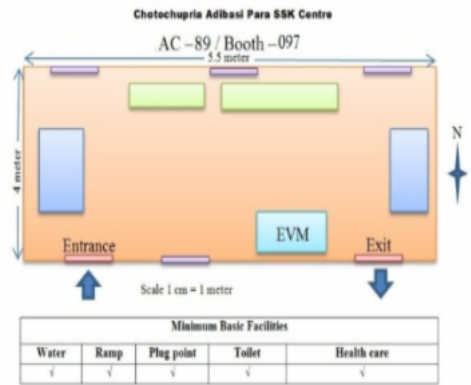 Chotochupria Adibasi Para SSK Centre
AC –89 / Booth –097
5.5 meter
4 meter
N
EVM
Entrance
Exit
Scale 1 cm = 1 meter
Minimum Basic Facilities
Water Ramp Plug point Toilet Health care
√ √ √ √ √